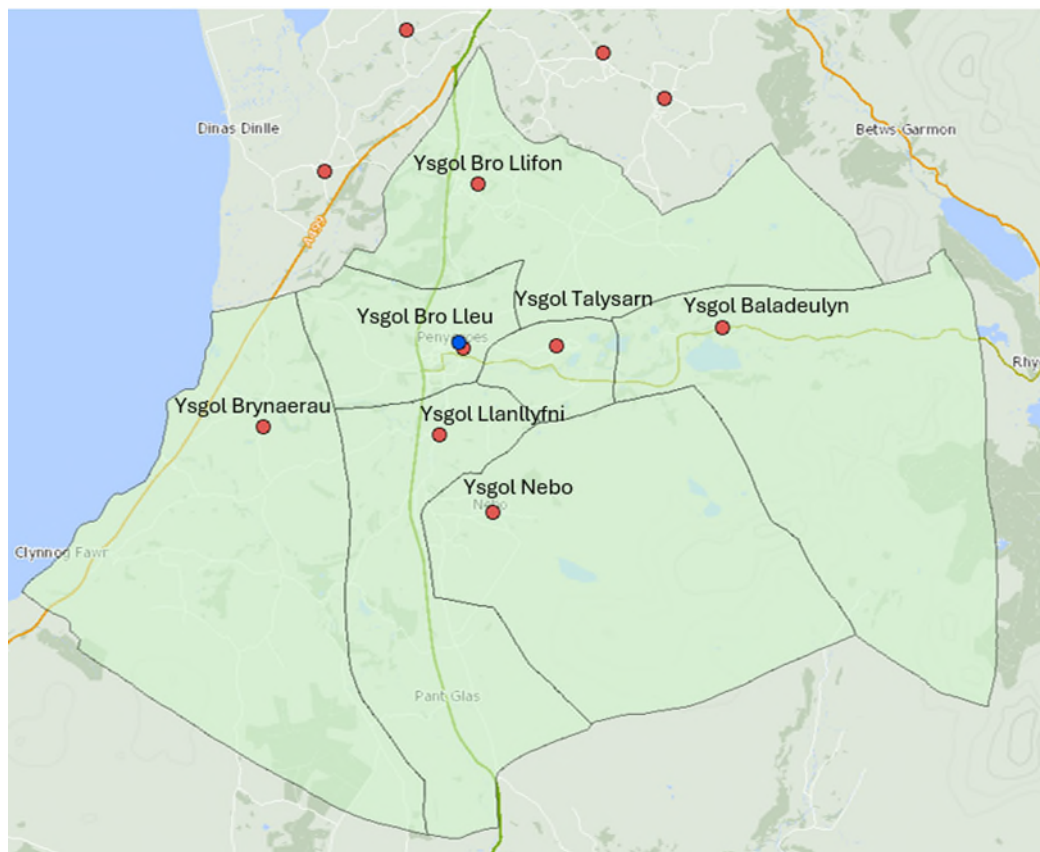 Dinas Dinlle
Betws Garmon
Ysgol Bro Llifon
Ysgol Talysarn
Ysgol Baladeulyn
Ysgol Bro Lleu
Ysgol Brynaerau
Ysgol Llanllyfni
Ysgol Nebo
Nebo
Clynnog Fawr
Pant Glas